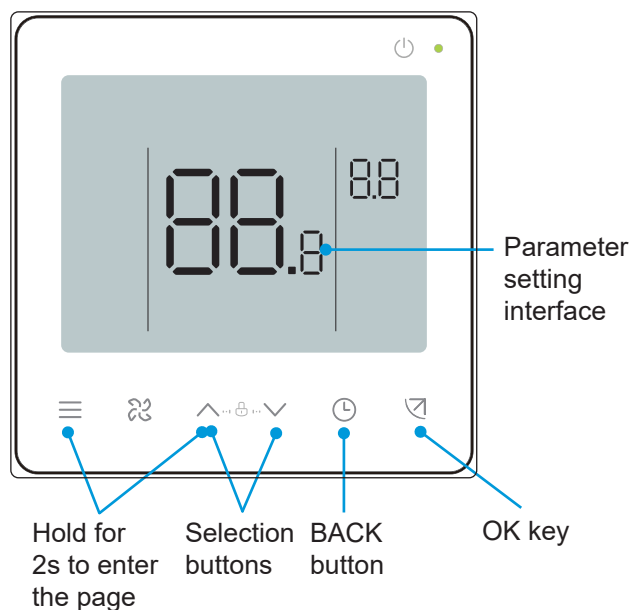 88.8
8.8
Parameter
setting
interface
Hold for
2s to enter
the page
Selection
buttons
BACK
button
OK key